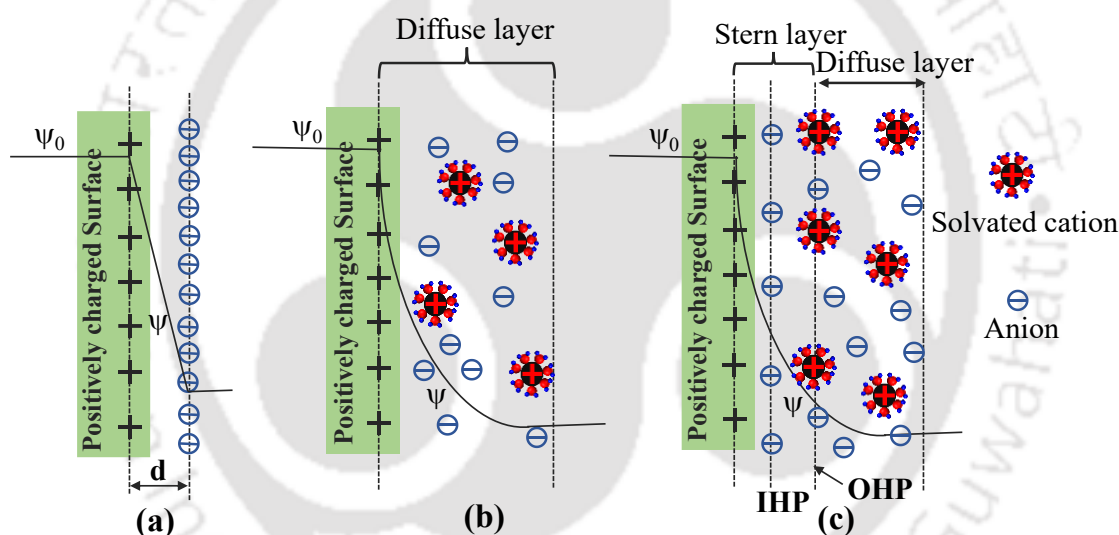 Diffuse layer
Stern layer
Diffuse layer
ψ₀
ψ₀
ψ₀
Positively charged Surface
Positively charged Surface
Positively charged Surface
ψ
ψ
ψ
Solvated cation
Anion
d
IHP
OHP
(a)
(b)
(c)
guwahati